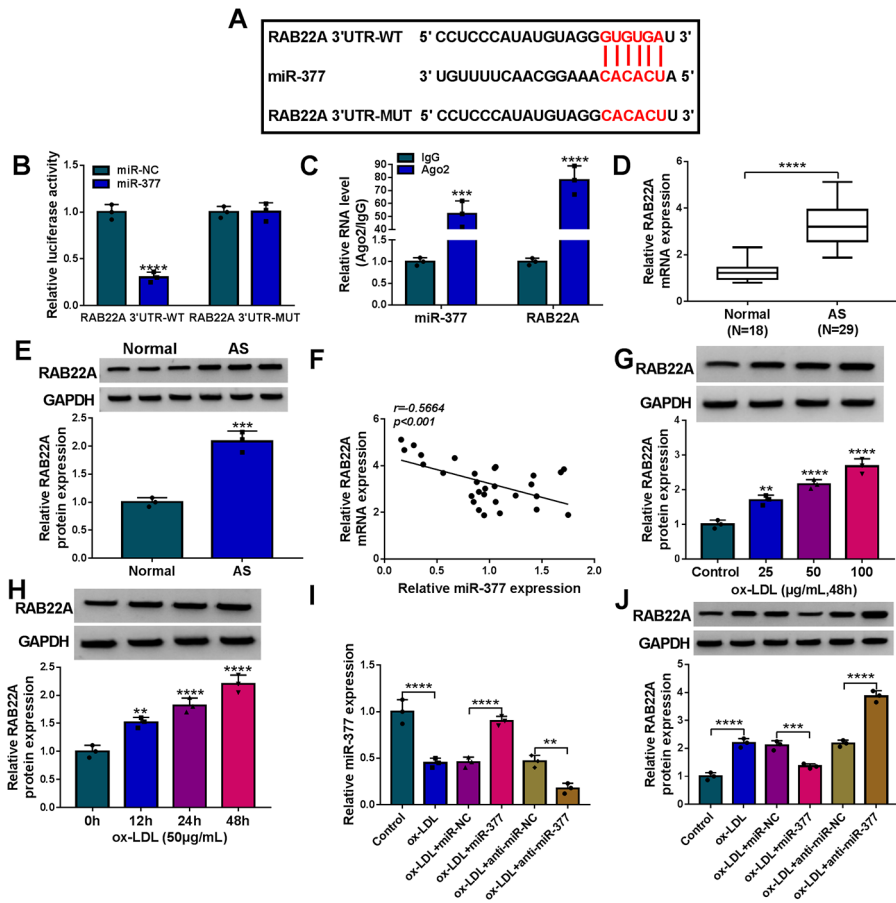 A
RAB22A 3'UTR-WT 5' CCUCCCAUAUGUAGGGUGUGAU 3'
miR-377 3' UGUUUUCAACGGAAACACACUA 5'
RAB22A 3'UTR-MUT 5' CCUCCCAUAUGUAGGCACACUU 3'
B
Relative luciferase activity
1.5
1.0
0.5
0.0
miR-NC
miR-377
****
RAB22A 3'UTR-WT RAB22A 3'UTR-MUT
C
Relative RNA level
(Ago2/IgG)
90
80
70
60
50
40
30
1.0
0.5
0.0
IgG
Ago2
***
****
miR-377 RAB22A
D
Relative RAB22A
mRNA expression
6
4
2
0
****
Normal AS
(N=18) (N=29)
E
Normal AS
RAB22A
GAPDH
Relative RAB22A
protein expression
2.5
2.0
1.5
1.0
0.5
0.0
***
Normal AS
F
r=-0.5664
p<0.001
Relative RAB22A
mRNA expression
6
4
2
0
0.0 0.5 1.0 1.5 2.0
Relative miR-377 expression
G
RAB22A
GAPDH
Relative RAB22A
protein expression
4
3
2
1
0
**
****
****
Control 25 50 100
ox-LDL (μg/mL,48h)
H
RAB22A
GAPDH
Relative RAB22A
protein expression
2.5
2.0
1.5
1.0
0.5
0.0
**
****
****
0h 12h 24h 48h
ox-LDL (50μg/mL)
I
Relative miR-377 expression
1.5
1.0
0.5
0.0
****
****
**
Control
ox-LDL
ox-LDL+miR-NC
ox-LDL+miR-377
ox-LDL+anti-miR-NC
ox-LDL+anti-miR-377
J
RAB22A
GAPDH
Relative RAB22A
protein expression
5
4
3
2
1
0
****
***
****
Control
ox-LDL
ox-LDL+miR-NC
ox-LDL+miR-377
ox-LDL+anti-miR-NC
ox-LDL+anti-miR-377